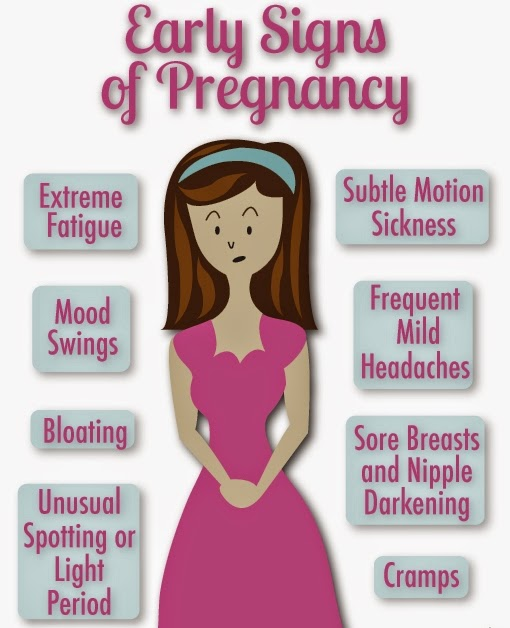 Early Signs
of Pregnancy
Extreme
Fatigue
Mood
Swings
Bloating
Unusual
Spotting or
Light
Period
Subtle Motion
Sickness
Frequent
Mild
Headaches
Sore Breasts
and Nipple
Darkening
Cramps